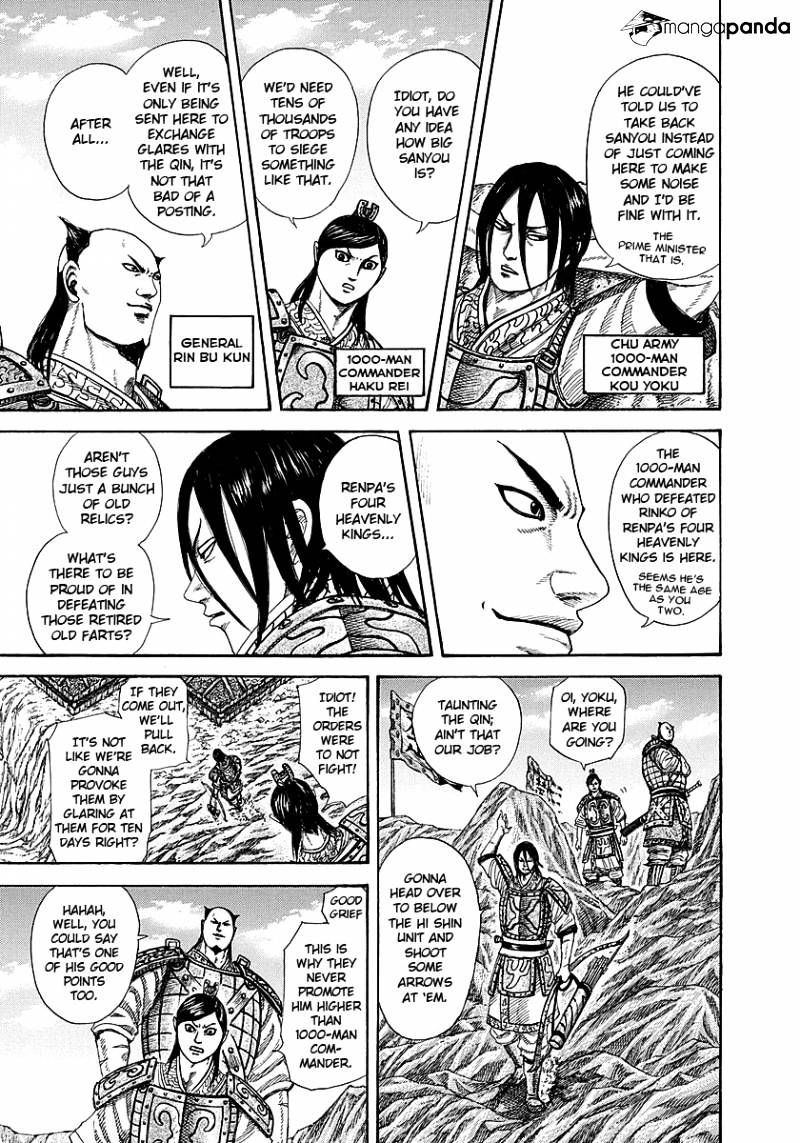 mangapanda
HE COULD'VE
TOLD US TO
TAKE BACK
SANYOU INSTEAD
OF JUST COMING
HERE TO MAKE
SOME NOISE
AND I'D BE
FINE WITH IT.
THE
PRIME MINISTER
THAT IS.
CHU ARMY
1000-MAN
COMMANDER
KOU YOKU
IDIOT, DO
YOU HAVE
ANY IDEA
HOW BIG
SANYOU
IS?
WE'D NEED
TENS OF
THOUSANDS
OF TROOPS
TO SIEGE
SOMETHING
LIKE THAT.
1000-MAN
COMMANDER
HAKU REI
WELL,
EVEN IF IT'S
ONLY BEING
SENT HERE TO
EXCHANGE
GLARES WITH
THE QIN, IT'S
NOT THAT
BAD OF A
POSTING.
AFTER
ALL...
GENERAL
RIN BU KUN
THE
1000-MAN
COMMANDER
WHO DEFEATED
RINKO OF
RENPA'S FOUR
HEAVENLY
KINGS IS HERE.
SEEMS HE'S
THE SAME AGE
AS YOU
TWO.
RENPA'S
FOUR
HEAVENLY
KINGS...
AREN'T
THOSE GUYS
JUST A BUNCH
OF OLD
RELICS?
WHAT'S
THERE TO BE
PROUD OF IN
DEFEATING
THOSE RETIRED
OLD FARTS?
OI, YOKU,
WHERE
ARE YOU
GOING?
TAUNTING
THE QIN;
AIN'T THAT
OUR JOB?
GONNA
HEAD OVER
TO BELOW
THE HI SHIN
UNIT AND
SHOOT
SOME
ARROWS
AT 'EM.
IDIOT!
THE
ORDERS
WERE
TO NOT
FIGHT!
IF THEY
COME OUT,
WE'LL
PULL
BACK.
IT'S NOT
LIKE WE'RE
GONNA
PROVOKE
THEM BY
GLARING AT
THEM FOR TEN
DAYS RIGHT?
GOOD
GRIEF
THIS IS
WHY THEY
NEVER
PROMOTE
HIM HIGHER
THAN
1000-MAN
COM-
MANDER.
HAHAH,
WELL, YOU
COULD SAY
THAT'S ONE
OF HIS GOOD
POINTS
TOO.